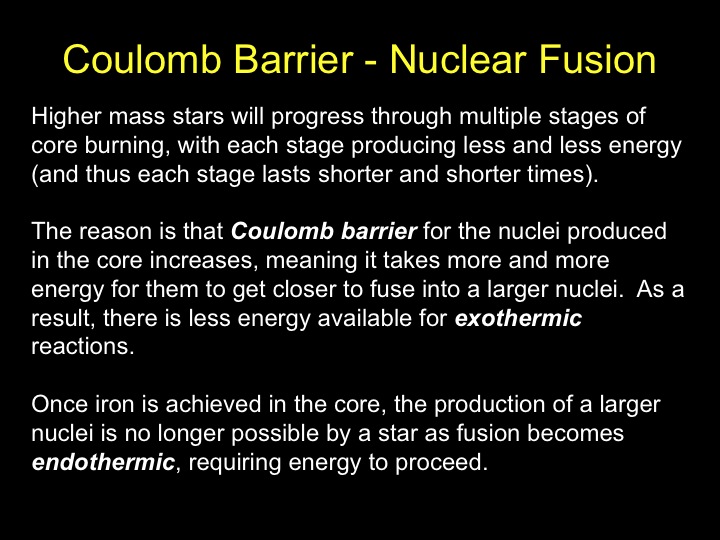 Coulomb Barrier - Nuclear Fusion
Higher mass stars will progress through multiple stages of
core burning, with each stage producing less and less energy
(and thus each stage lasts shorter and shorter times).
The reason is that Coulomb barrier for the nuclei produced
in the core increases, meaning it takes more and more
energy for them to get closer to fuse into a larger nuclei.  As a
result, there is less energy available for exothermic
reactions.
Once iron is achieved in the core, the production of a larger
nuclei is no longer possible by a star as fusion becomes
endothermic, requiring energy to proceed.